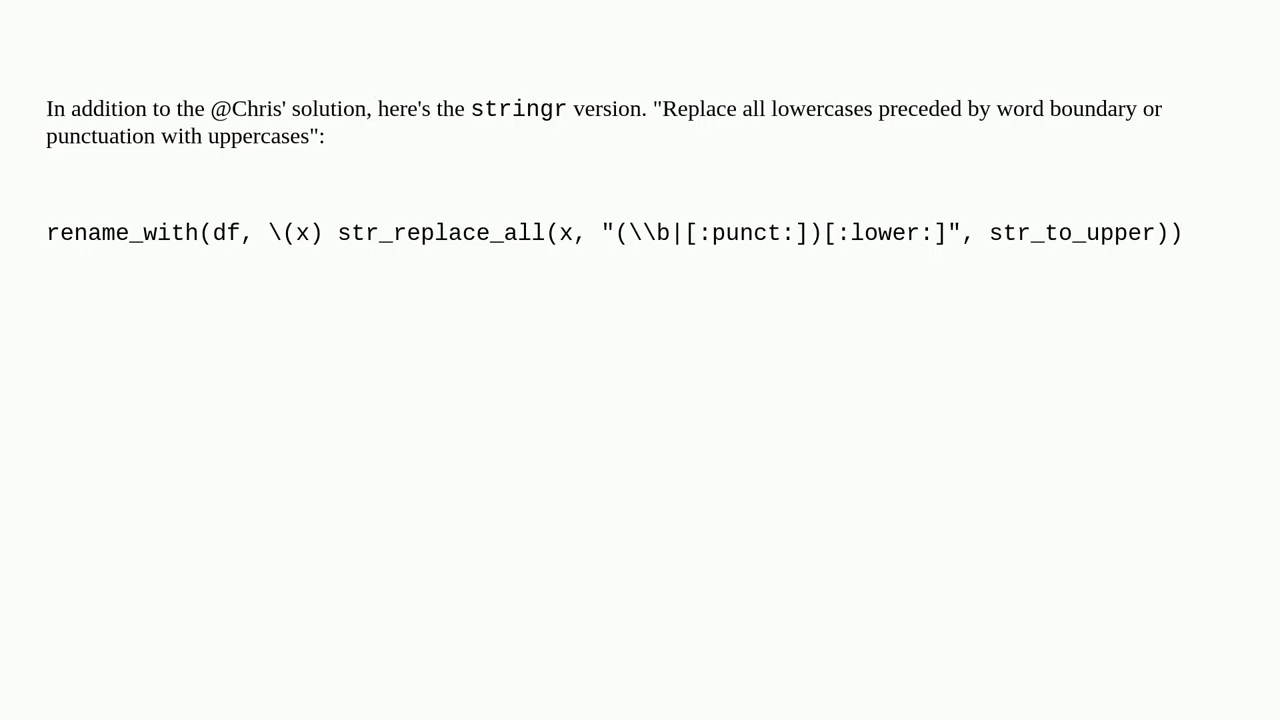 In addition to the @Chris' solution, here's the stringr version. "Replace all lowercases preceded by word boundary or
punctuation with uppercases":
rename_with(df, \(x) str_replace_all(x, "(\\b|[:punct:])[:lower:]", str_to_upper))